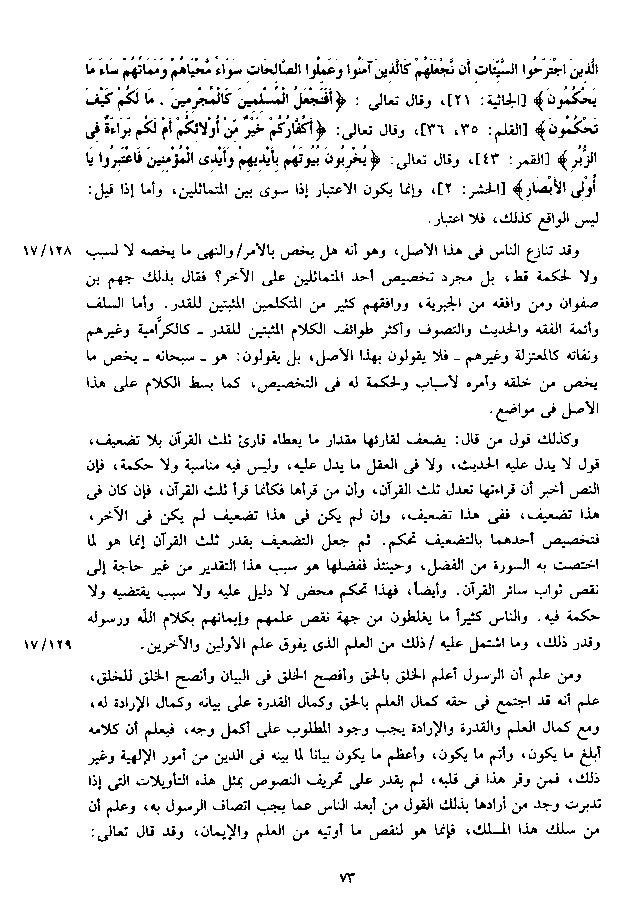 الَّذِينَ اجْتَرَحُوا السَّيِّئَاتِ أَن نَّجْعَلَهُمْ كَالَّذِينَ آمَنُوا وَعَمِلُوا الصَّالِحَاتِ سَوَاءً مَّحْيَاهُمْ وَمَمَاتُهُمْ سَاءَ مَا
يَحْكُمُونَ﴾ [الجاثية: ٢١]، وقال تعالى : ﴿أَفَنَجْعَلُ الْمُسْلِمِينَ كَالْمُجْرِمِينَ . مَا لَكُمْ كَيْفَ
تَحْكُمُونَ﴾ [القلم: ٣٥، ٣٦]، وقال تعالى: ﴿أَكُفَّارُكُمْ خَيْرٌ مِّنْ أُولَائِكُمْ أَمْ لَكُم بَرَاءَةٌ فِى
الزُّبُرِ﴾ [القمر: ٤٣]، وقال تعالى: ﴿يُخْرِبُونَ بُيُوتَهُم بِأَيْدِيهِمْ وَأَيْدِى الْمُؤْمِنِينَ فَاعْتَبِرُوا يَا
أُولِى الأَبْصَارِ﴾ [الحشر: ٢]، وإنما يكون الاعتبار إذا سوى بين المتماثلين، وأما إذا قيل:
ليس الواقع كذلك، فلا اعتبار.
وقد تنازع الناس فى هذا الأصل، وهو أنه هل يخص بالأمر/والنهى ما يخصه لا لسبب ١٧/١٢٨
ولا لحكمة قط، بل مجرد تخصيص أحد المتماثلين على الآخر؟ فقال بذلك جهم بن
صفوان ومن وافقه من الجبرية، ووافقهم كثير من المتكلمين المثبتين للقدر. وأما السلف
وأئمة الفقه والحديث والتصوف وأكثر طوائف الكلام المثبتين للقدر ـ كالكرَّامية وغيرهم
ونفاته كالمعتزلة وغيرهم ـ فلا يقولون بهذا الأصل، بل يقولون: هو ـ سبحانه ـ يخص ما
يخص من خلقه وأمره لأسباب ولحكمة له فى التخصيص، كما بسط الكلام على هذا
الأصل فى مواضع.
وكذلك قول من قال: يضعف لقارئها مقدار ما يعطاه قارئ ثلث القرآن بلا تضعيف،
قول لا يدل عليه الحديث، ولا فى العقل ما يدل عليه، وليس فيه مناسبة ولا حكمة، فإن
النص أخبر أن قراءتها تعدل ثلث القرآن، وأن من قرأها فكأنما قرأ ثلث القرآن، فإن كان فى
هذا تضعيف، ففى هذا تضعيف، وإن لم يكن فى هذا تضعيف لم يكن فى الآخر،
فتخصيص أحدهما بالتضعيف تحكم. ثم جعل التضعيف بقدر ثلث القرآن إنما هو لما
اختصت به السورة من الفضل، وحينئذ ففضلها هو سبب هذا التقدير من غير حاجة إلى
نقص ثواب سائر القرآن. وأيضاً، فهذا تحكم محض لا دليل عليه ولا سبب يقتضيه ولا
حكمة فيه. والناس كثيراً ما يغلطون من جهة نقص علمهم وإيمانهم بكلام الله ورسوله
وقدر ذلك، وما اشتمل عليه /ذلك من العلم الذى يفوق علم الأولين والآخرين. ١٧/١٢٩
ومن علم أن الرسول أعلم الخلق بالحق وأفصح الخلق فى البيان وأنصح الخلق للخلق،
علم أنه قد اجتمع فى حقه كمال العلم بالحق وكمال القدرة على بيانه وكمال الإرادة له،
ومع كمال العلم والقدرة والإرادة يجب وجود المطلوب على أكمل وجه، فيعلم أن كلامه
أبلغ ما يكون، وأتم ما يكون، وأعظم ما يكون بيانا لما بينه فى الدين من أمور الإلهية وغير
ذلك، فمن وقر هذا فى قلبه، لم يقدر على تحريف النصوص بمثل هذه التأويلات التى إذا
تدبرت وجد من أرادها بذلك القول من أبعد الناس عما يجب اتصاف الرسول به، وعلم أن
من سلك هذا المسلك، فإنما هو لنقص ما أوتيه من العلم والإيمان، وقد قال تعالى:
٧٣